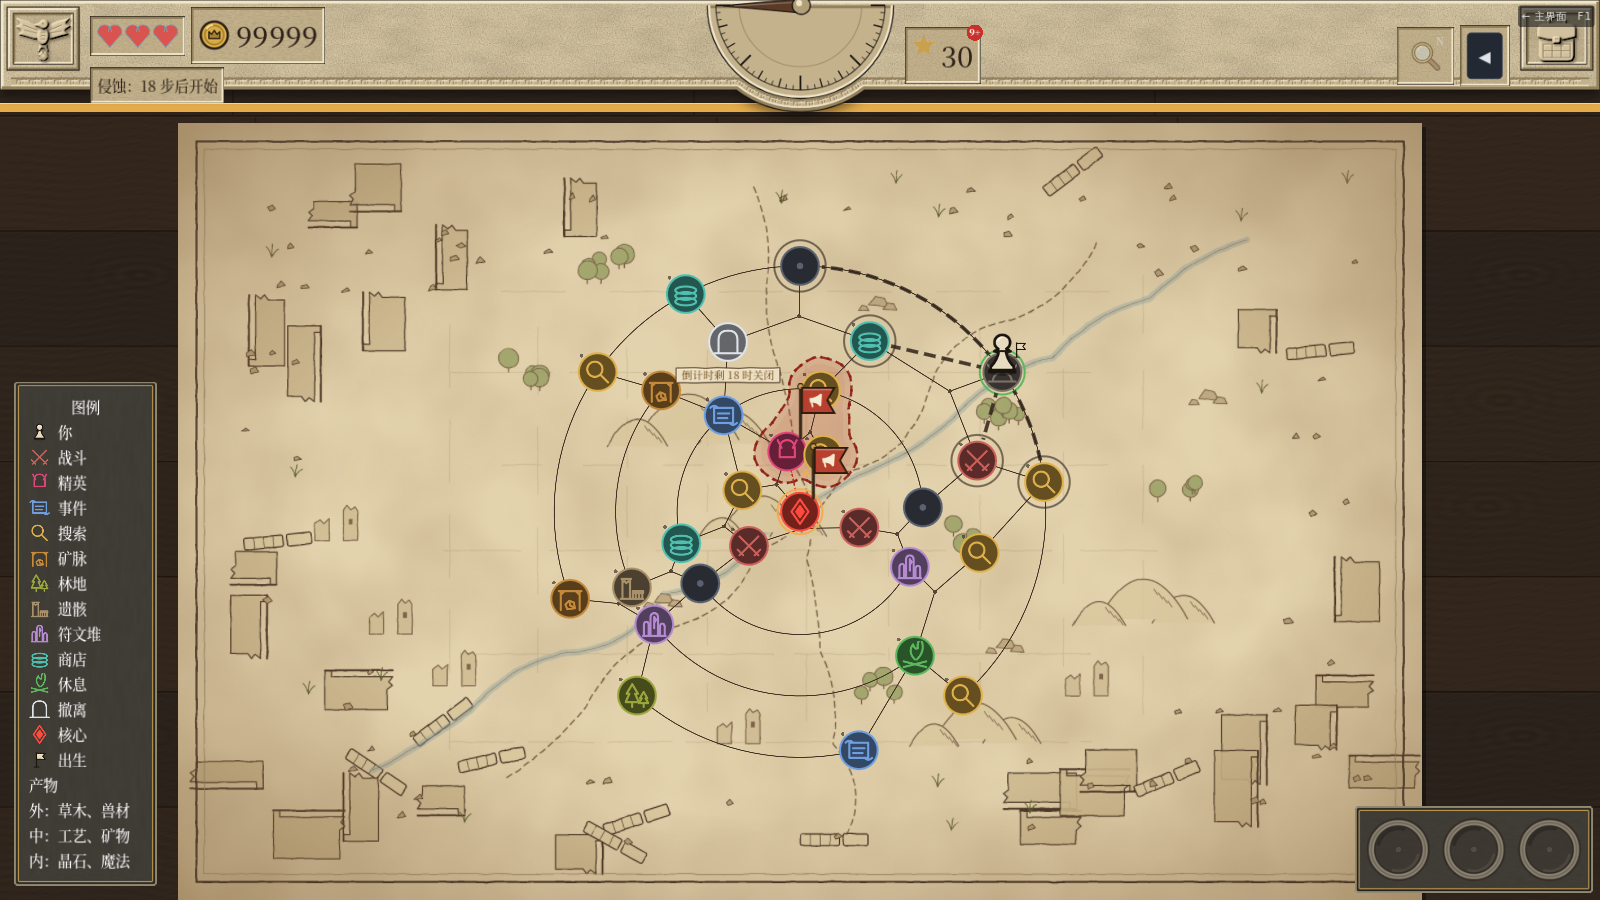 99999
侵蚀：18 步后开始
30
9+
← 主界面 F1
倒计时剩 18 时关闭
图例
你
战斗
精英
事件
搜索
矿脉
林地
遗骸
符文堆
商店
休息
撤离
核心
出生
产物
外：草木、兽材
中：工艺、矿物
内：晶石、魔法